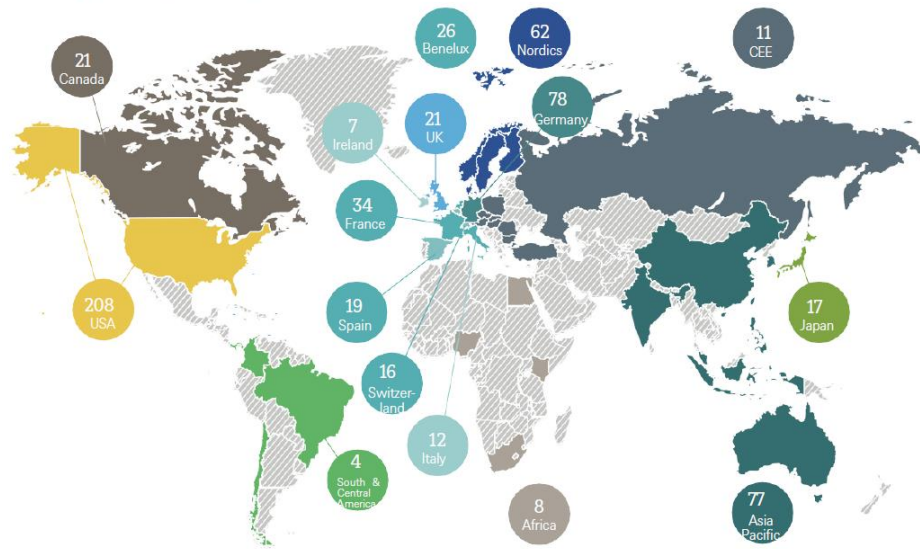 26
Benelux
62
Nordics
11
CEE
21
Canada
78
Germany
7
Ireland
21
UK
34
France
208
USA
19
Spain
17
Japan
16
Switzer-
land
12
Italy
4
South &
Central
America
8
Africa
77
Asia
Pacific